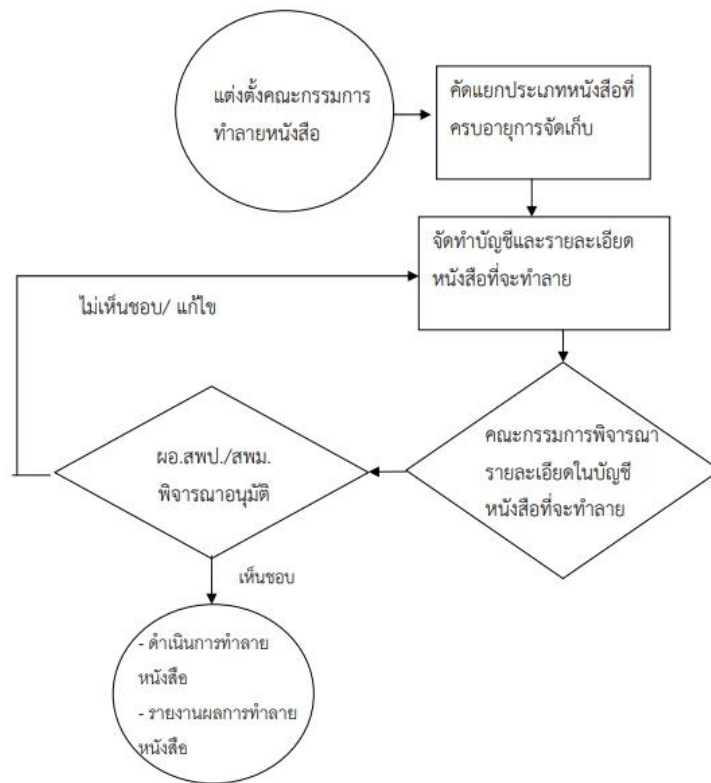 แต่งตั้งคณะกรรมการ
ทำลายหนังสือ
คัดแยกประเภทหนังสือที่
ครบอายุการจัดเก็บ
จัดทำบัญชีและรายละเอียด
หนังสือที่จะทำลาย
ไม่เห็นชอบ/ แก้ไข
คณะกรรมการพิจารณา
รายละเอียดในบัญชี
หนังสือที่จะทำลาย
ผอ.สพป./สพม.
พิจารณาอนุมัติ
เห็นชอบ
- ดำเนินการทำลาย
หนังสือ
- รายงานผลการทำลาย
หนังสือ